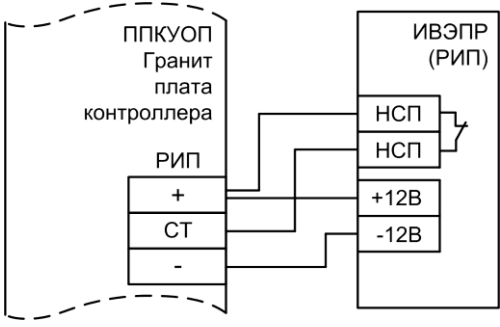 ППКУОП
Гранит
плата
контроллера
РИП
+
СТ
-
ИВЭПР
(РИП)
НСП
НСП
+12В
-12В